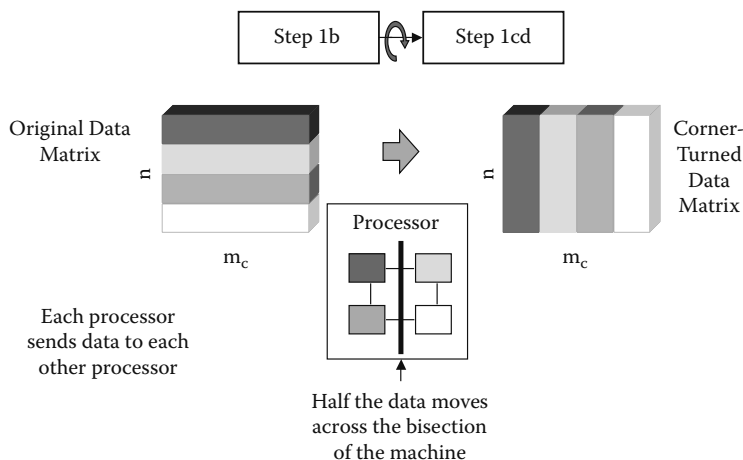 Step 1b
Step 1cd
Original Data
Matrix
n
m_c
n
m_c
Corner-
Turned
Data
Matrix
Processor
Each processor
sends data to each
other processor
Half the data moves
across the bisection
of the machine